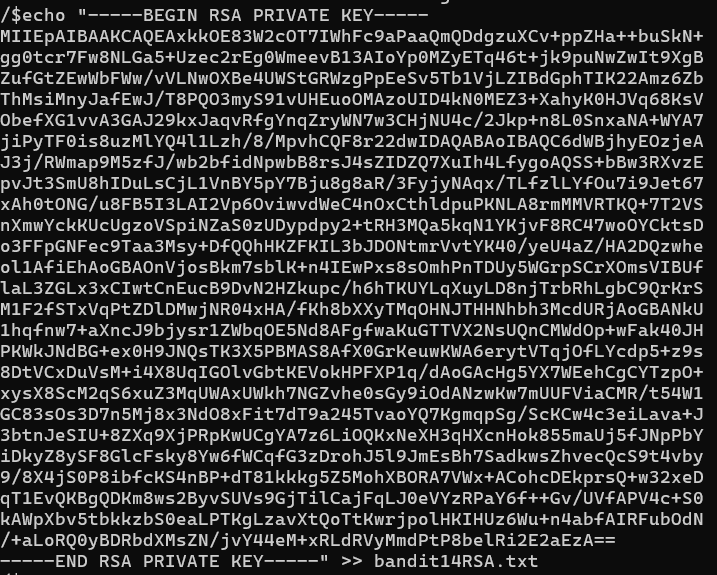 /$echo "-----BEGIN RSA PRIVATE KEY-----
MIIEpAIBAAKCAQEAxkkOE83W2cOT7IWhFc9aPaaQmQDdgzuXCv+ppZHa++buSkN+
gg0tcr7Fw8NLGa5+Uzec2rEg0WmeevB13AIoYp0MZyETq46t+jk9puNwZwIt9XgB
ZufGtZEwWbFWw/vVLNwOXBe4UWStGRWzgPpEeSv5Tb1VjLZIBdGphTIK22Amz6Zb
ThMsiMnyJafEwJ/T8PQO3myS91vUHEuoOMAzoUID4kN0MEZ3+XahyK0HJVq68KsV
ObefXG1vvA3GAJ29kxJaqvRfgYnqZryWN7w3CHjNU4c/2Jkp+n8L0SnxaNA+WYA7
jiPyTF0is8uzMlYQ4l1Lzh/8/MpvhCQF8r22dwIDAQABAoIBAQC6dWBjhyEOzjeA
J3j/RWmap9M5zfJ/wb2bfidNpwbB8rsJ4sZIDZQ7XuIh4LfygoAQSS+bBw3RXvzE
pvJt3SmU8hIDuLsCjL1VnBY5pY7Bju8g8aR/3FyjyNAqx/TLfzlLYfOu7i9Jet67
xAh0tONG/u8FB5I3LAI2Vp6OviwvdWeC4nOxCthldpuPKNLA8rmMMVRTKQ+7T2VS
nXmwYckKUcUgzoVSpiNZaS0zUDypdpy2+tRH3MQa5kqN1YKjvF8RC47woOYCktsD
o3FFpGNFec9Taa3Msy+DfQQhHKZFKIL3bJDONtmrVvtYK40/yeU4aZ/HA2DQzwhe
ol1AfiEhAoGBAOnVjosBkm7sblK+n4IEwPxs8sOmhPnTDUy5WGrpSCrXOmsVIBUf
laL3ZGLx3xCIwtCnEucB9DvN2HZkupc/h6hTKUYLqXuyLD8njTrbRhLgbC9QrKrS
M1F2fSTxVqPtZDlDMwjNR04xHA/fKh8bXXyTMqOHNJTHHNhbh3McdURjAoGBANkU
1hqfnw7+aXncJ9bjysr1ZWbqOE5Nd8AFgfwaKuGTTVX2NsUQnCMWdOp+wFak40JH
PKWkJNdBG+ex0H9JNQsTK3X5PBMAS8AfX0GrKeuwKWA6erytVTqjOfLYcdp5+z9s
8DtVCxDuVsM+i4X8UqIGOlvGbtKEVokHPFXP1q/dAoGAcHg5YX7WEehCgCYTzpO+
xysX8ScM2qS6xuZ3MqUWAxUWkh7NGZvhe0sGy9iOdANzwKw7mUUFViaCMR/t54W1
GC83sOs3D7n5Mj8x3NdO8xFit7dT9a245TvaoYQ7KgmqpSg/ScKCw4c3eiLava+J
3btnJeSIU+8ZXq9XjPRpKwUCgYA7z6LiOQKxNeXH3qHXcnHok855maUj5fJNpPbY
iDkyZ8ySF8GlcFsky8Yw6fWCqfG3zDrohJ5l9JmEsBh7SadkwsZhvecQcS9t4vby
9/8X4jS0P8ibfcKS4nBP+dT81kkkg5Z5MohXBORA7VWx+ACohcDEkprsQ+w32xeD
qT1EvQKBgQDKm8ws2ByvSUVs9GjTilCajFqLJ0eVYzRPaY6f++Gv/UVfAPV4c+S0
kAWpXbv5tbkkzbS0eaLPTKgLzavXtQoTtKwrjpolHKIHUz6Wu+n4abfAIRFubOdN
/+aLoRQ0yBDRbdXMsZN/jvY44eM+xRLdRVyMmdPtP8belRi2E2aEzA==
-----END RSA PRIVATE KEY-----" >> bandit14RSA.txt